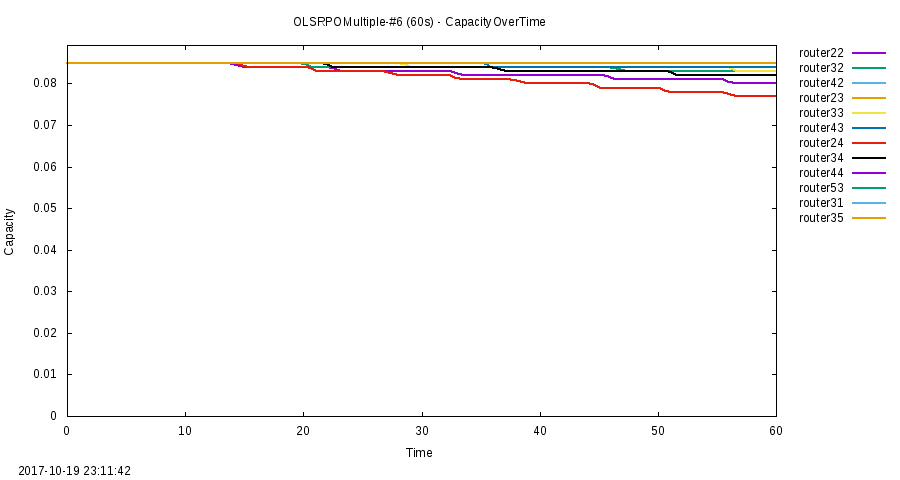 OLSRPOMultiple-#6 (60s) - CapacityOverTime
router22
router32
router42
router23
router33
router43
router24
router34
router44
router53
router31
router35
0.08
0.07
0.06
0.05
0.04
0.03
0.02
0.01
0
Capacity
0 10 20 30 40 50 60
Time
2017-10-19 23:11:42